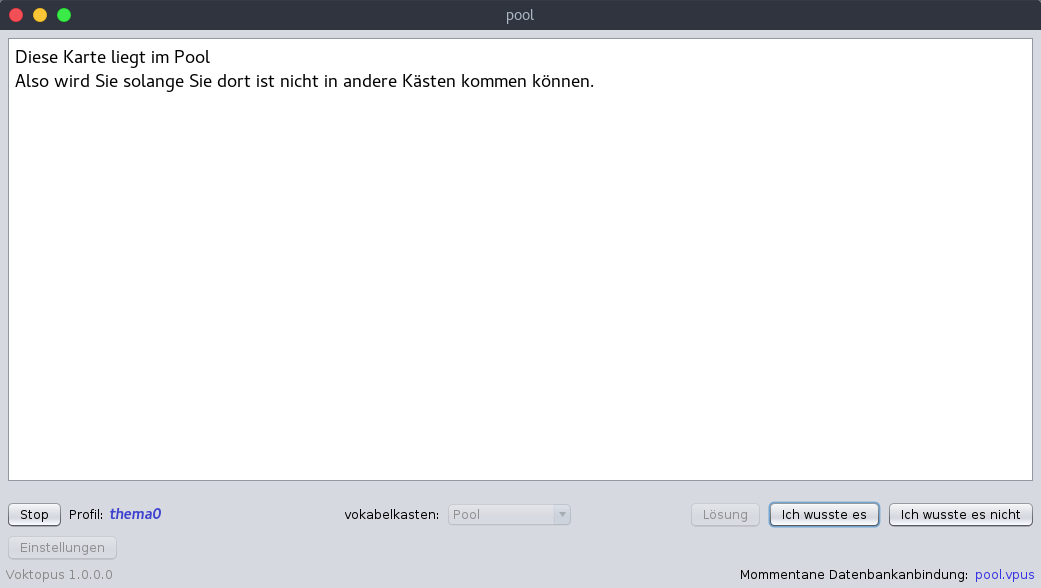 pool
Diese Karte liegt im Pool
Also wird Sie solange Sie dort ist nicht in andere Kästen kommen können.
Stop Profil: thema0 vokabelkasten: Pool Lösung Ich wusste es Ich wusste es nicht
Einstellungen
Voktopus 1.0.0.0 Mommentane Datenbankanbindung: pool.vpus